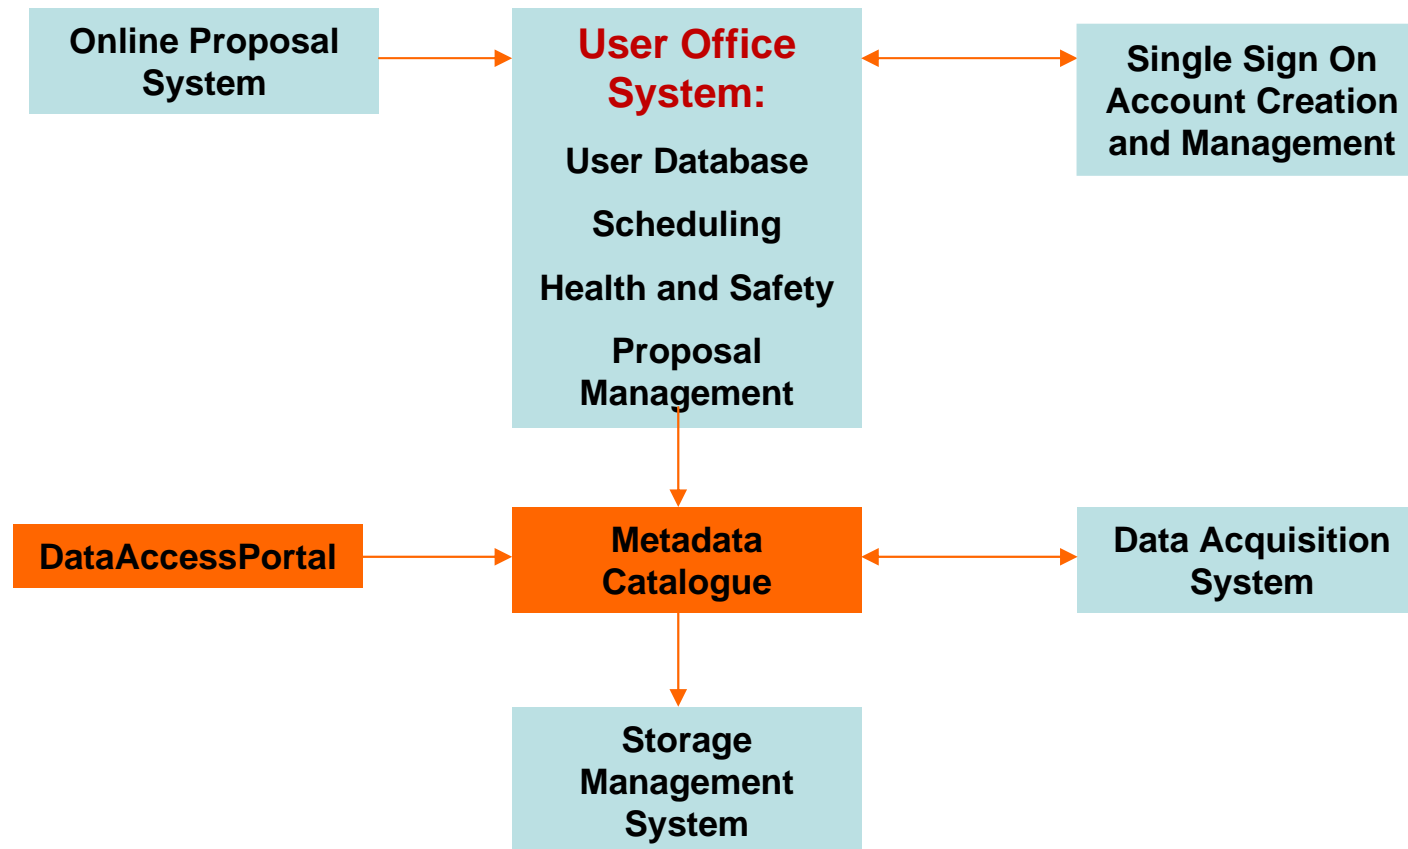 Online Proposal
System
User Office
System:
User Database
Scheduling
Health and Safety
Proposal
Management
Single Sign On
Account Creation
and Management
DataAccessPortal
Metadata
Catalogue
Data Acquisition
System
Storage
Management
System